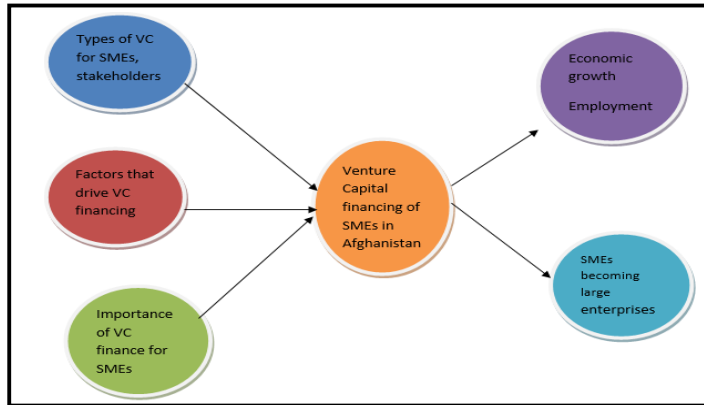 Types of VC
for SMEs,
stakeholders
Factors that
drive VC
financing
Importance
of VC
finance for
SMEs
Venture
Capital
financing of
SMEs in
Afghanistan
Economic
growth
Employment
SMEs
becoming
large
enterprises